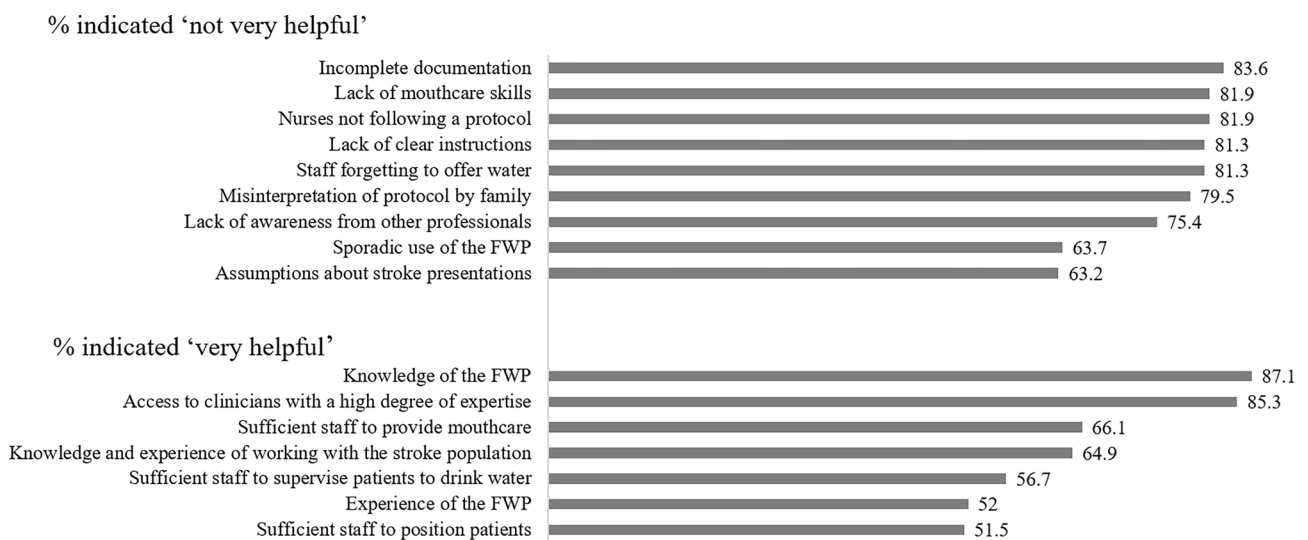 % indicated ‘not very helpful’
Incomplete documentation 83.6
Lack of mouthcare skills 81.9
Nurses not following a protocol 81.9
Lack of clear instructions 81.3
Staff forgetting to offer water 81.3
Misinterpretation of protocol by family 79.5
Lack of awareness from other professionals 75.4
Sporadic use of the FWP 63.7
Assumptions about stroke presentations 63.2
% indicated ‘very helpful’
Knowledge of the FWP 87.1
Access to clinicians with a high degree of expertise 85.3
Sufficient staff to provide mouthcare 66.1
Knowledge and experience of working with the stroke population 64.9
Sufficient staff to supervise patients to drink water 56.7
Experience of the FWP 52
Sufficient staff to position patients 51.5